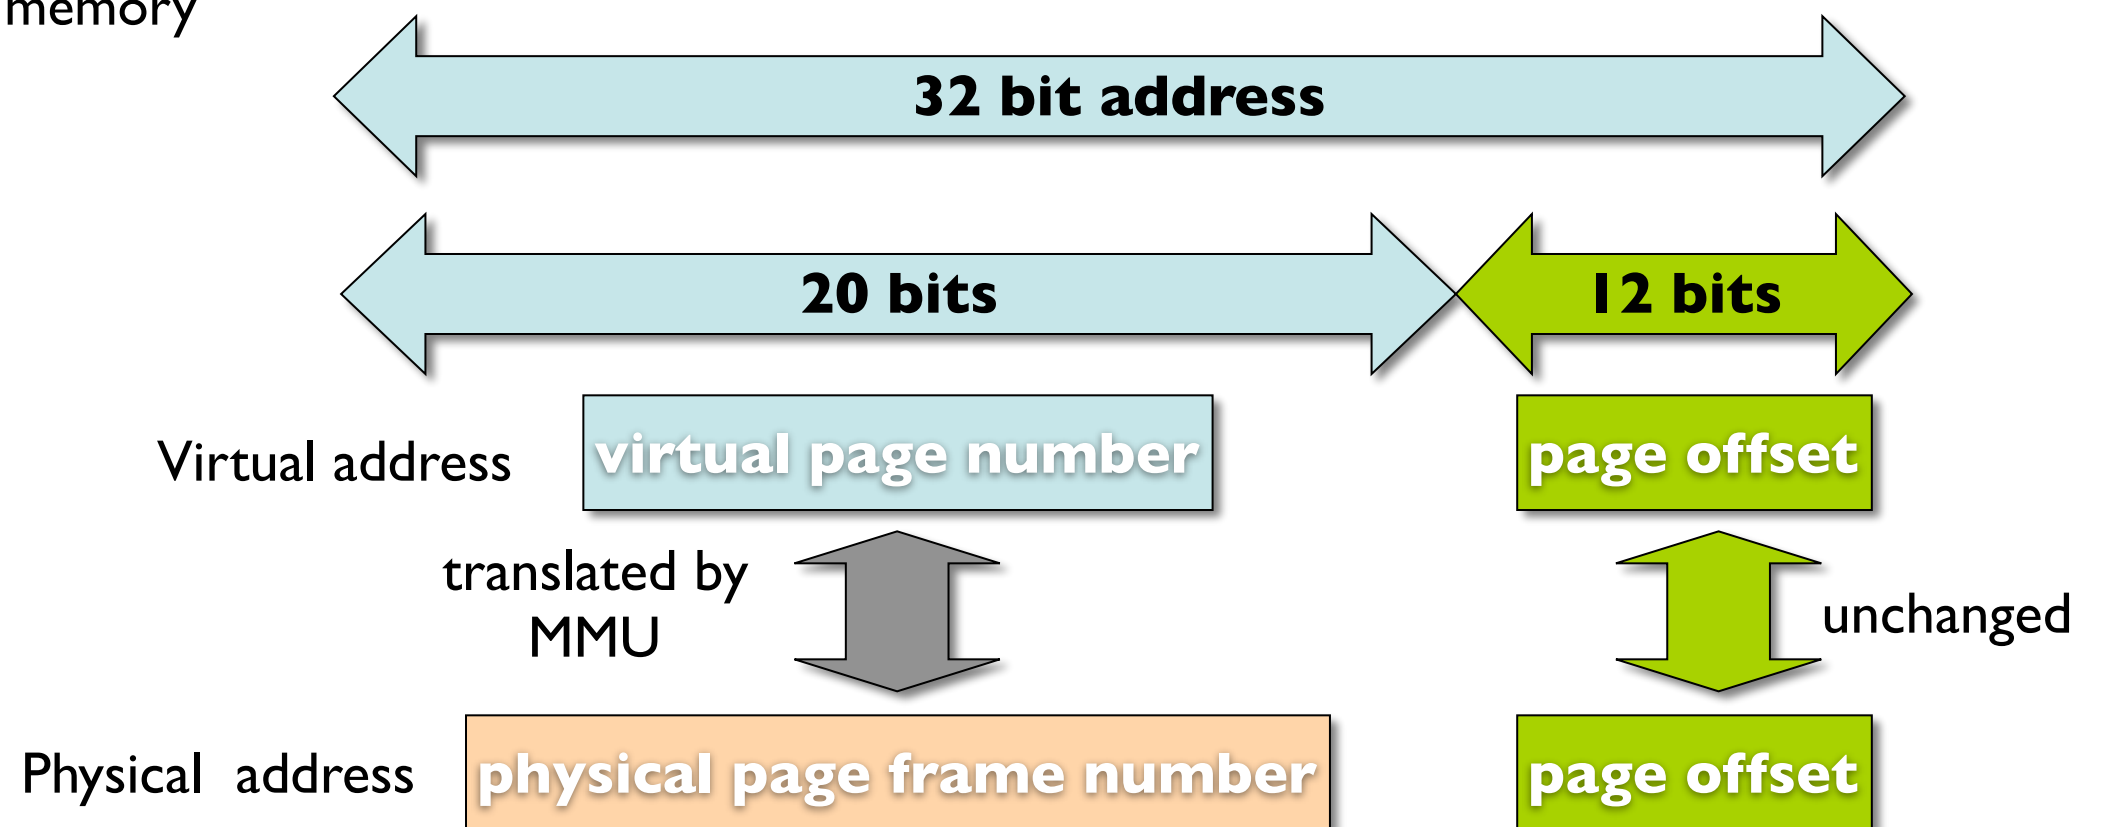 memory
32 bit address
20 bits
12 bits
Virtual address
virtual page number
page offset
translated by
MMU
unchanged
Physical address
physical page frame number
page offset